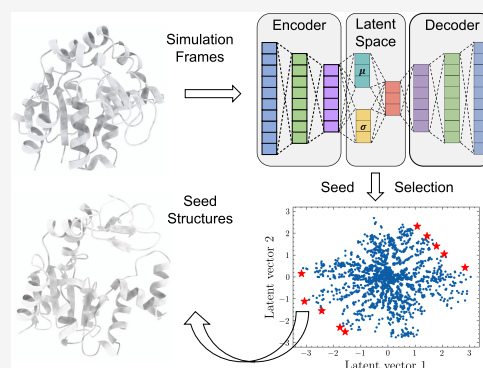 Simulation
Frames
Encoder
Latent
Space
Decoder
μ
σ
Seed Selection
Seed
Structures
Latent vector 2
3
2
1
0
−1
−2
−3
−3 −2 −1 0 1 2 3
Latent vector 1